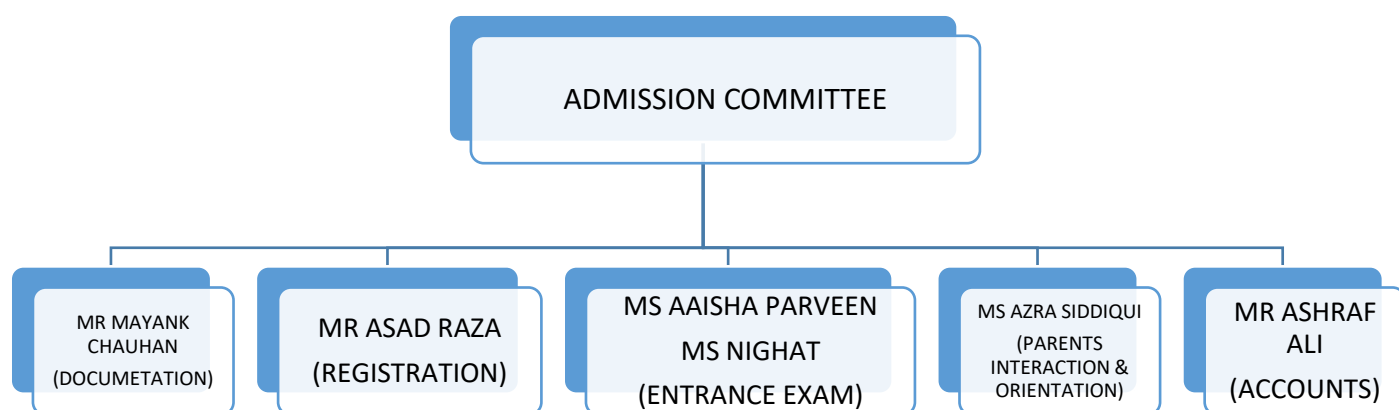 ADMISSION COMMITTEE
MR MAYANK
CHAUHAN
(DOCUMETATION)
MR ASAD RAZA
(REGISTRATION)
MS AAISHA PARVEEN
MS NIGHAT
(ENTRANCE EXAM)
MS AZRA SIDDIQUI
(PARENTS
INTERACTION &
ORIENTATION)
MR ASHRAF
ALI
(ACCOUNTS)